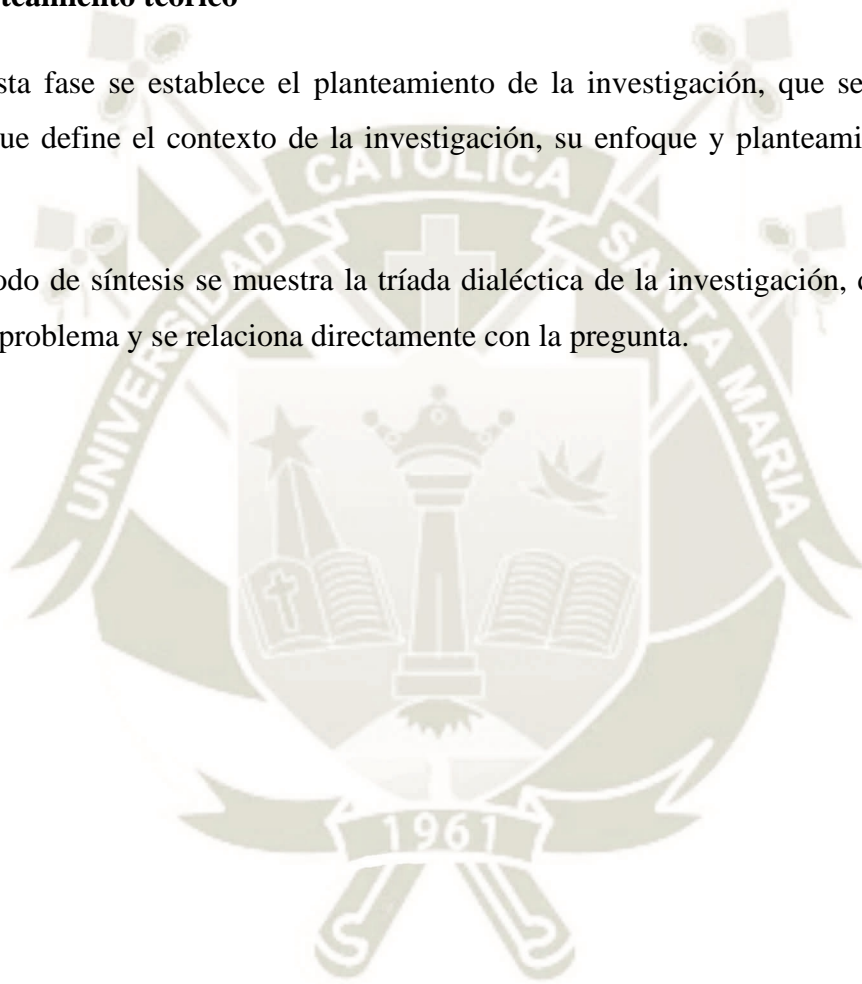 teamiento teórico
sta fase se establece el planteamiento de la investigación, que se
ue define el contexto de la investigación, su enfoque y planteami
odo de síntesis se muestra la tríada dialéctica de la investigación,
problema y se relaciona directamente con la pregunta.
UNIVERSIDAD CATOLICA SANTA MARIA
1961